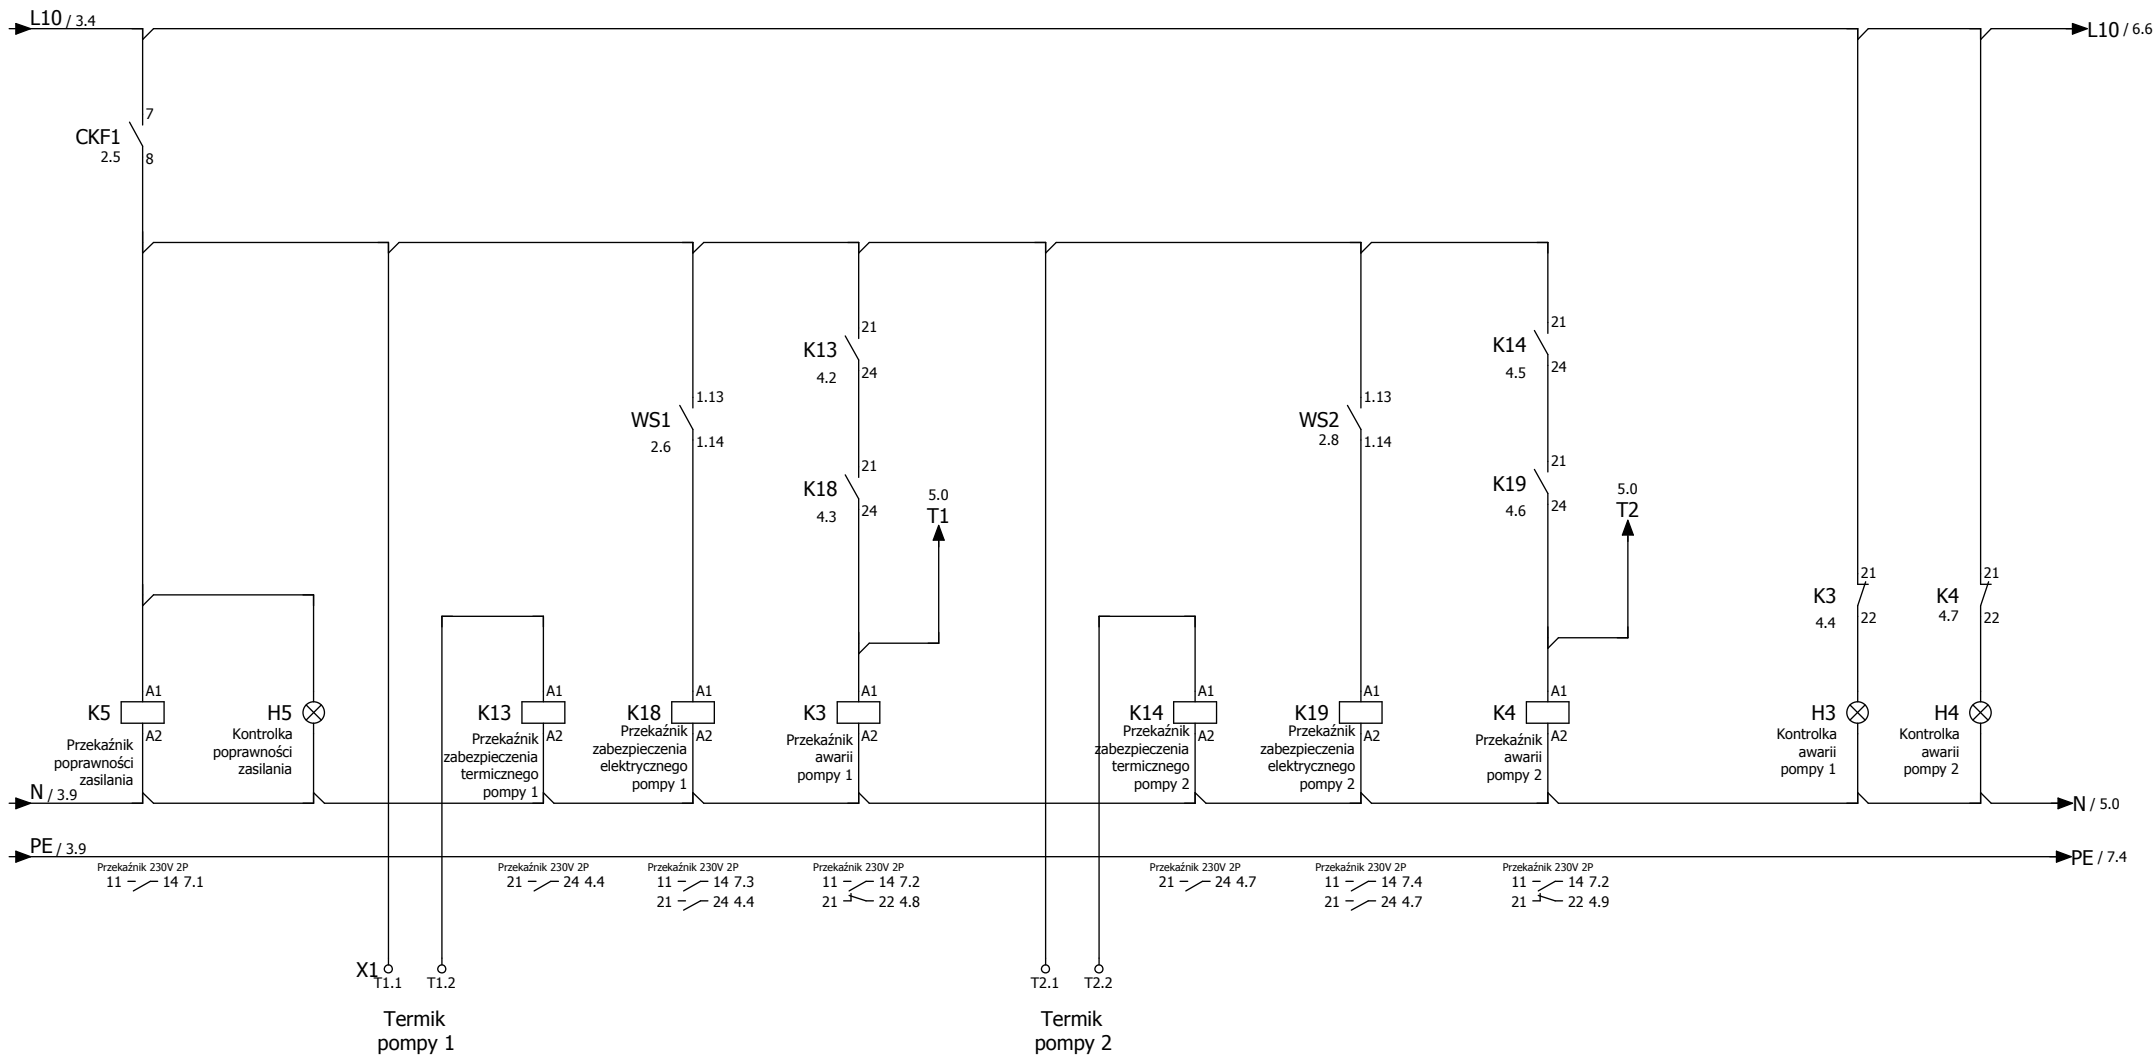 L10 / 3.4
L10 / 6.6
7
CKF1
2.5
8
21
K13
4.2
24
21
K14
4.5
24
1.13
WS1
2.6
1.14
1.13
WS2
2.8
1.14
21
K18
4.3
24
5.0
T1
21
K19
4.6
24
5.0
T2
21
K3
4.4
22
21
K4
4.7
22
A1
K5
A2
Przekaźnik
poprawności
zasilania
H5
Kontrolka
poprawności
zasilania
A1
K13
A2
Przekaźnik
zabezpieczenia
termicznego
pompy 1
A1
K18
A2
Przekaźnik
zabezpieczenia
elektrycznego
pompy 1
A1
K3
A2
Przekaźnik
awarii
pompy 1
A1
K14
A2
Przekaźnik
zabezpieczenia
termicznego
pompy 2
A1
K19
A2
Przekaźnik
zabezpieczenia
elektrycznego
pompy 2
A1
K4
A2
Przekaźnik
awarii
pompy 2
H3
Kontrolka
awarii
pompy 1
H4
Kontrolka
awarii
pompy 2
N / 3.9
N / 5.0
PE / 3.9
PE / 7.4
Przekaźnik 230V 2P
11 14 7.1
Przekaźnik 230V 2P
21 24 4.4
Przekaźnik 230V 2P
11 14 7.3
21 24 4.4
Przekaźnik 230V 2P
11 14 7.2
21 22 4.8
Przekaźnik 230V 2P
21 24 4.7
Przekaźnik 230V 2P
11 14 7.4
21 24 4.7
Przekaźnik 230V 2P
11 14 7.2
21 22 4.9
X1
T1.1
T1.2
T2.1
T2.2
Termik
pompy 1
Termik
pompy 2